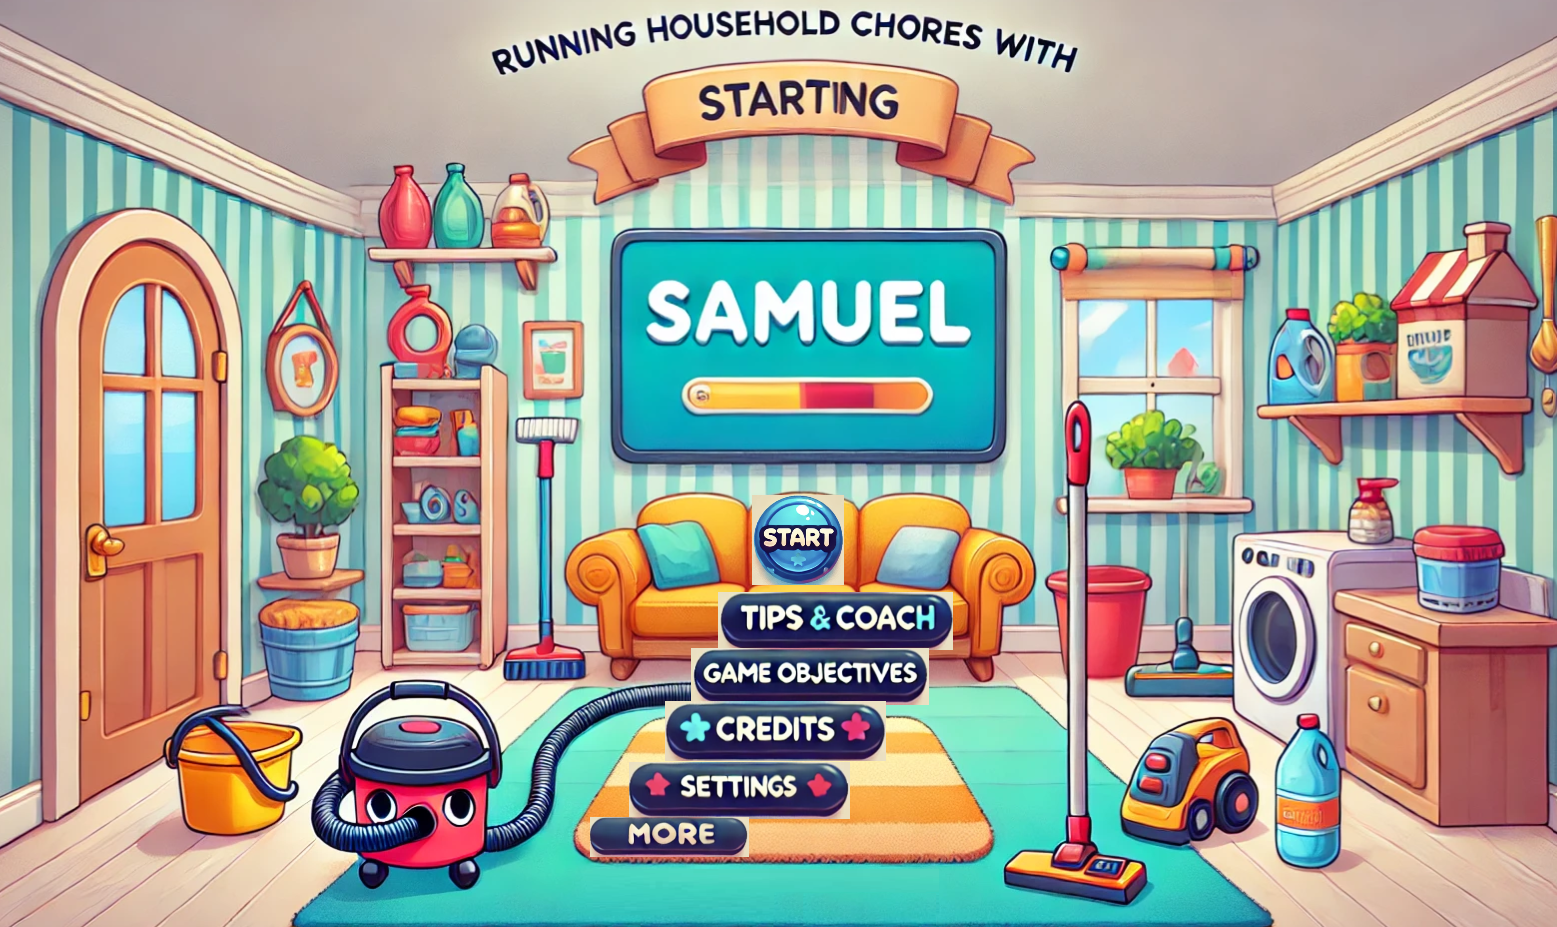 RUNNING HOUSEHOLD CHORES WITH
STARTING
SAMUEL
START
TIPS & COACH
GAME OBJECTIVES
CREDITS
SETTINGS
MORE